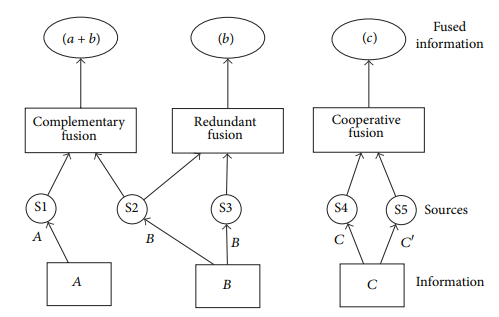 (a + b)
(b)
(c)
Fused
information
Complementary
fusion
Redundant
fusion
Cooperative
fusion
S1
S2
S3
S4
S5
Sources
A
B
B
C
C′
A
B
C
Information